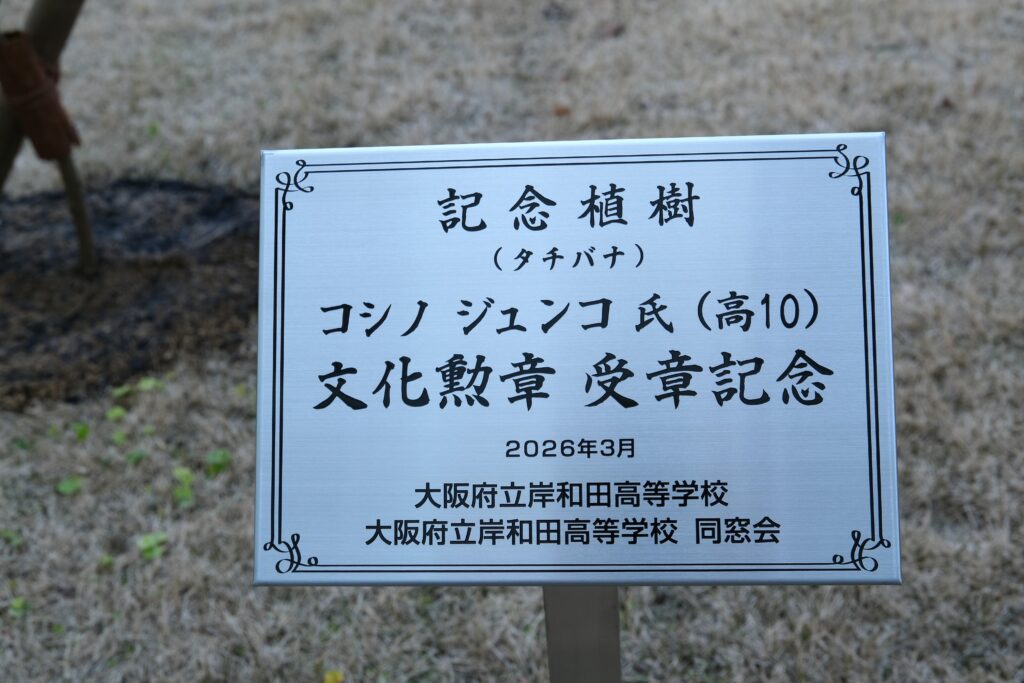 記念植樹
（タチバナ）
コシノ ジュンコ 氏（高10）
文化勲章 受章記念
2026年3月
大阪府立岸和田高等学校
大阪府立岸和田高等学校 同窓会